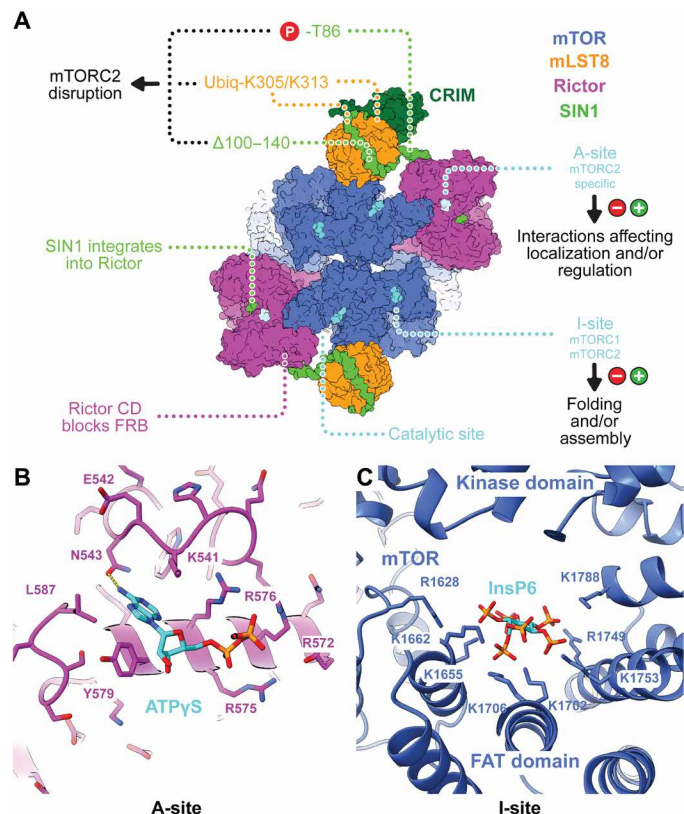 A
P -T86
mTOR
mLST8
Rictor
SIN1
mTORC2
disruption
Ubiq-K305/K313
CRIM
Δ100–140
A-site
mTORC2
specific
− +
Interactions affecting
localization and/or
regulation
SIN1 integrates
into Rictor
I-site
mTORC1
mTORC2
− +
Folding
and/or
assembly
Rictor CD
blocks FRB
Catalytic site
B
E542
N543
K541
L587
R576
R572
Y579
R575
ATPγS
A-site
C
Kinase domain
mTOR
R1628
InsP6
K1788
K1662
R1749
K1655
K1753
K1706
K1702
FAT domain
I-site